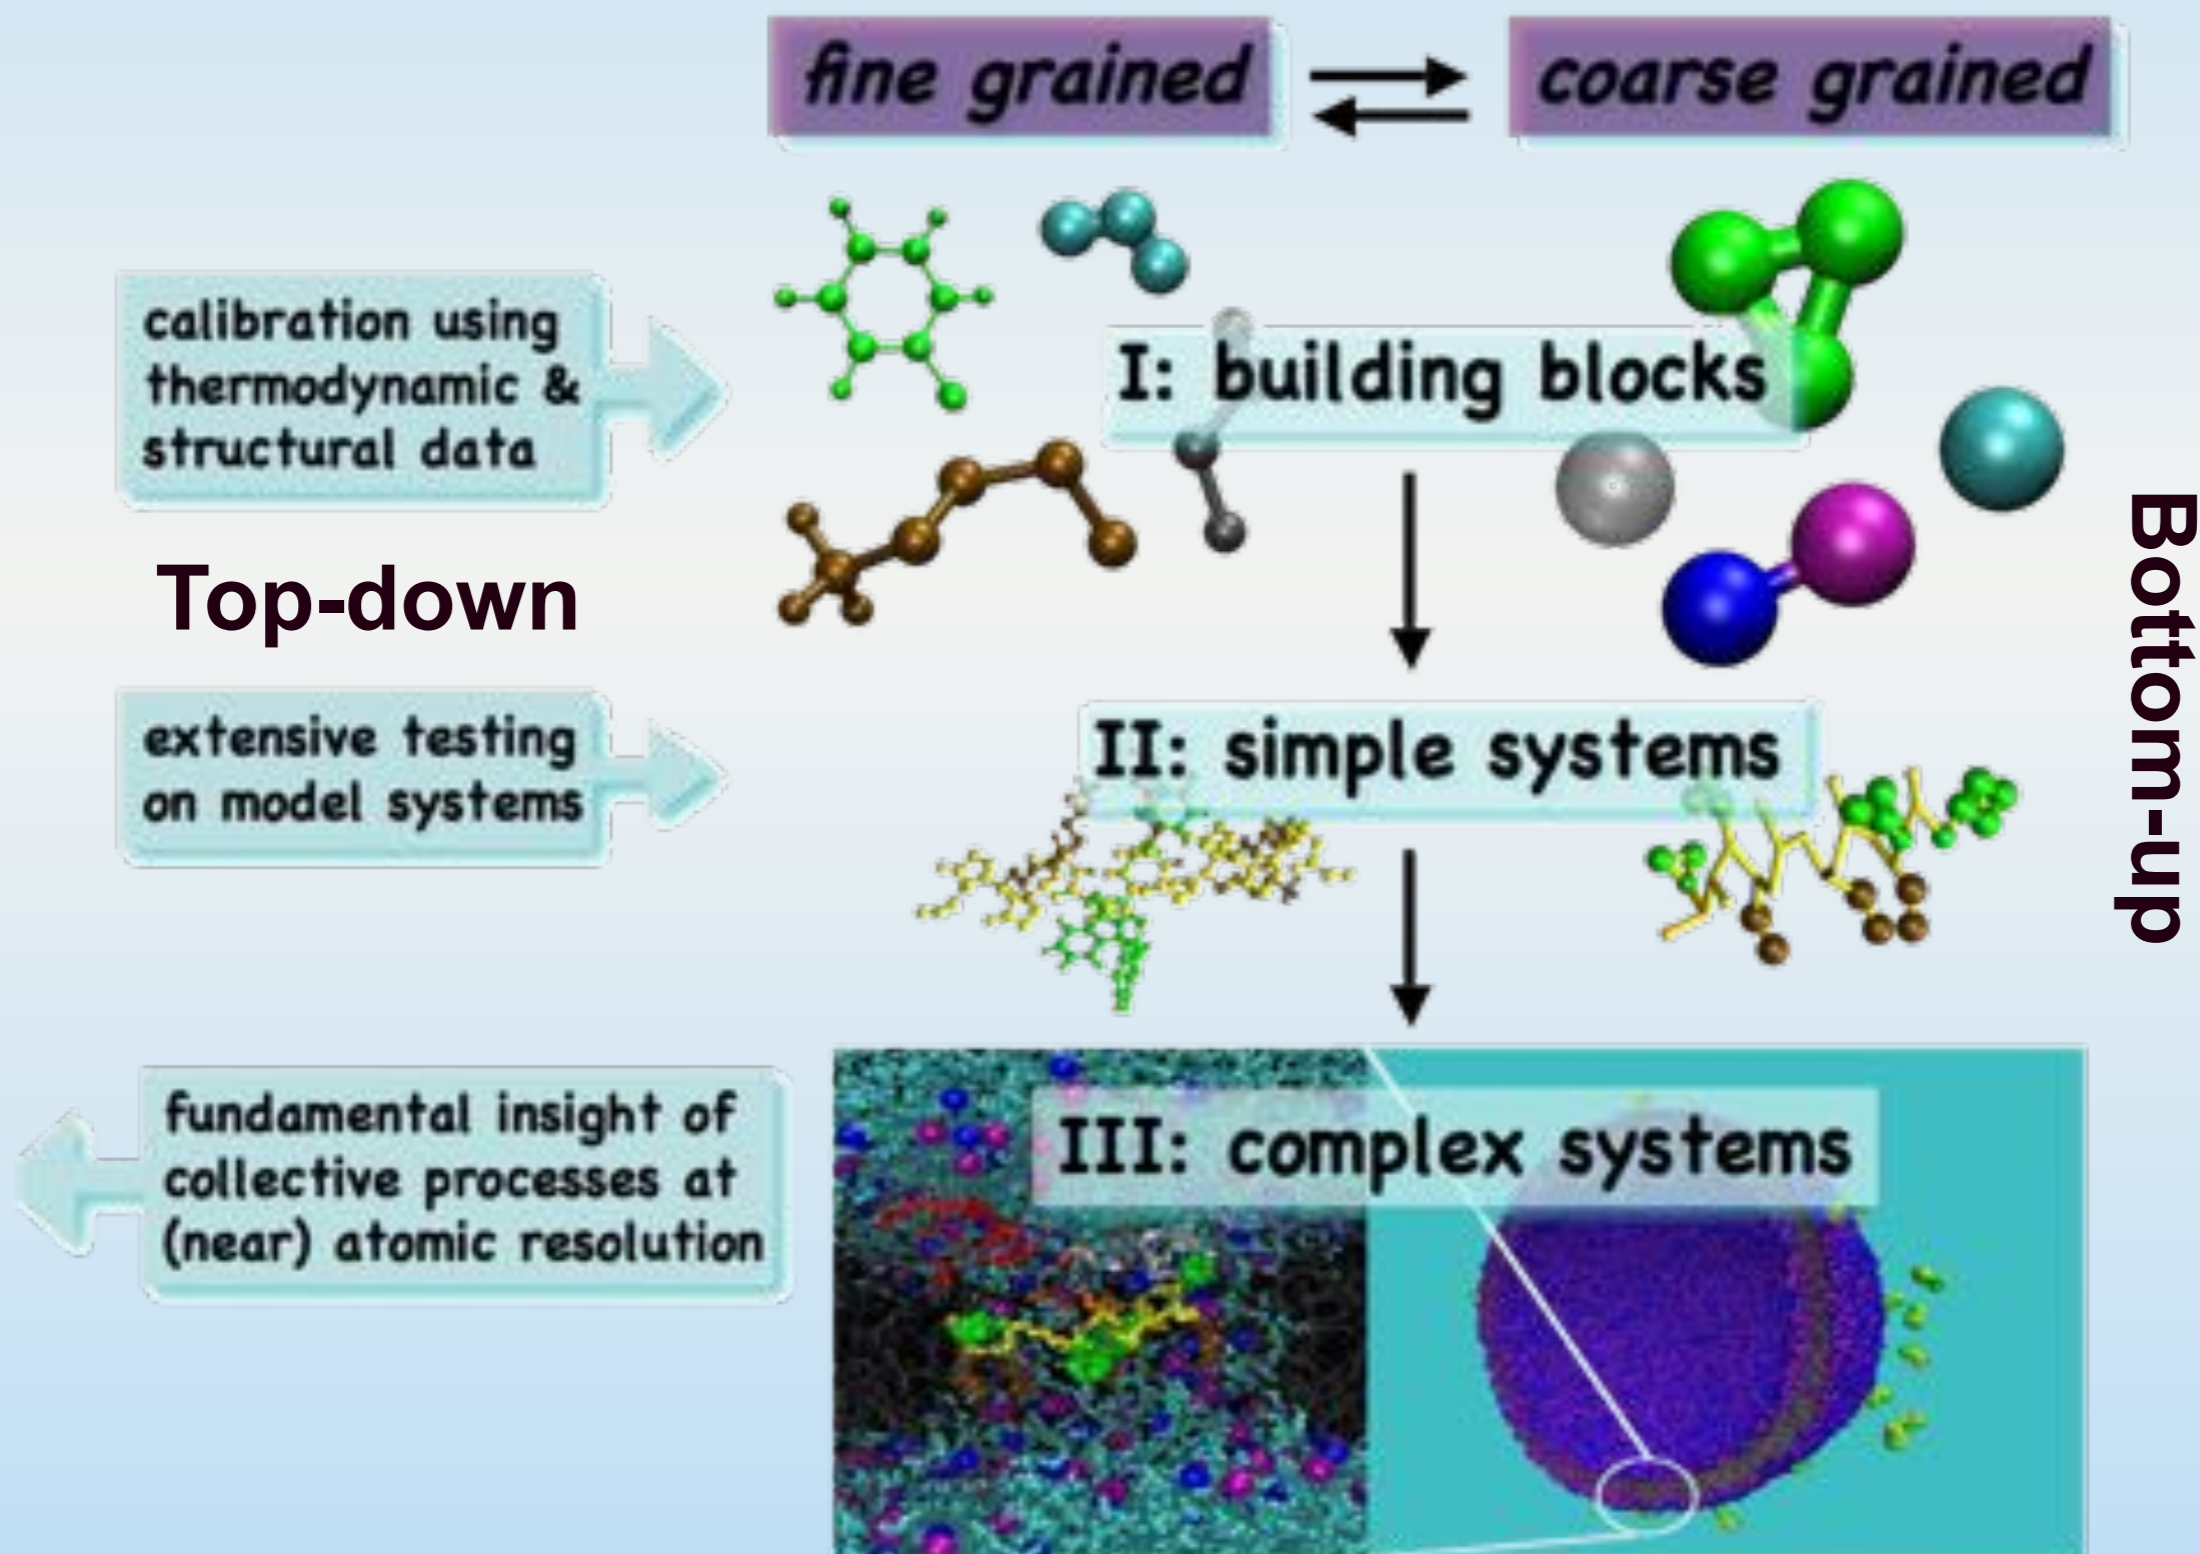 fine grained
coarse grained
calibration using
thermodynamic &
structural data
I: building blocks
Top-down
Bottom-up
extensive testing
on model systems
II: simple systems
fundamental insight of
collective processes at
(near) atomic resolution
III: complex systems